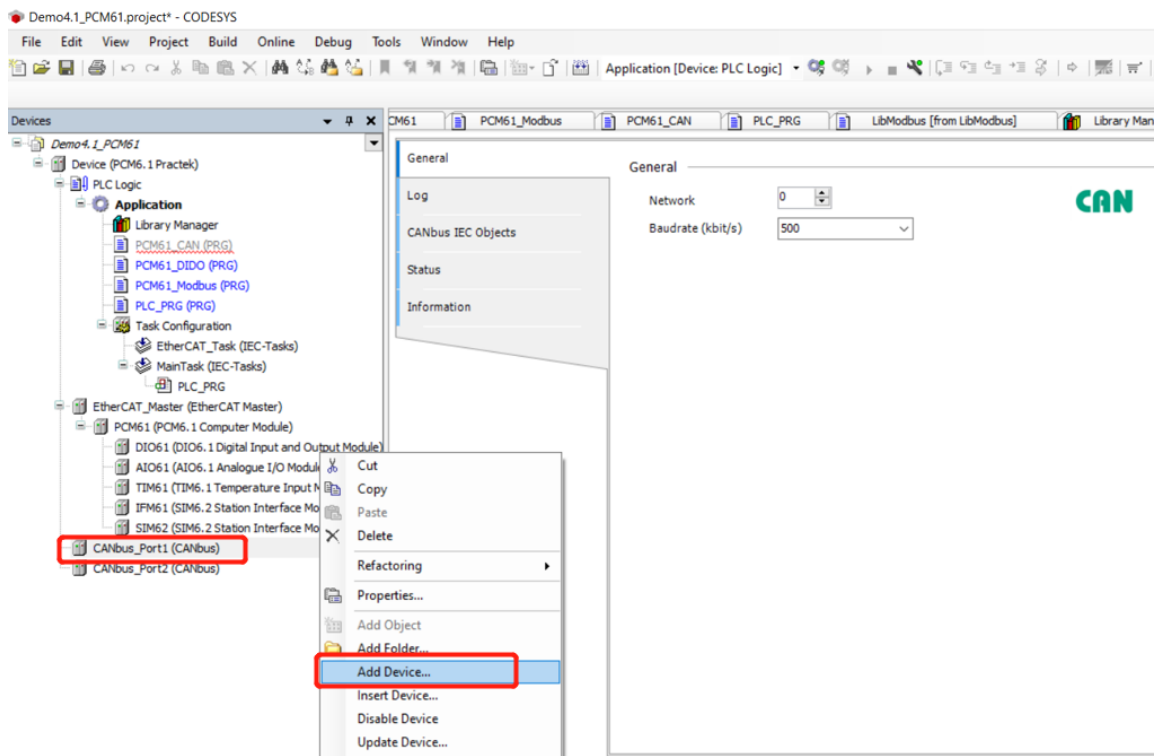 Demo4.1_PCM61.project* - CODESYS
File Edit View Project Build Online Debug Tools Window Help
Application [Device: PLC Logic]
Devices
Demo4.1_PCM61
Device (PCM6.1 Practek)
PLC Logic
Application
Library Manager
PCM61_CAN (PRG)
PCM61_DIDO (PRG)
PCM61_Modbus (PRG)
PLC_PRG (PRG)
Task Configuration
EtherCAT_Task (IEC-Tasks)
MainTask (IEC-Tasks)
PLC_PRG
EtherCAT_Master (EtherCAT Master)
PCM61 (PCM6.1 Computer Module)
DIO61 (DIO6.1 Digital Input and Output Module)
AIO61 (AIO6.1 Analogue I/O Module
TIM61 (TIM6.1 Temperature Input M
IFM61 (SIM6.2 Station Interface Mo
SIM62 (SIM6.2 Station Interface Mo
CANbus_Port1 (CANbus)
CANbus_Port2 (CANbus)
Cut
Copy
Paste
Delete
Refactoring
Properties...
Add Object
Add Folder...
Add Device...
Insert Device...
Disable Device
Update Device...
CM61 PCM61_Modbus PCM61_CAN PLC_PRG LibModbus [from LibModbus] Library Man
General
Log
CANbus IEC Objects
Status
Information
General
Network 0
Baudrate (kbit/s) 500
CAN